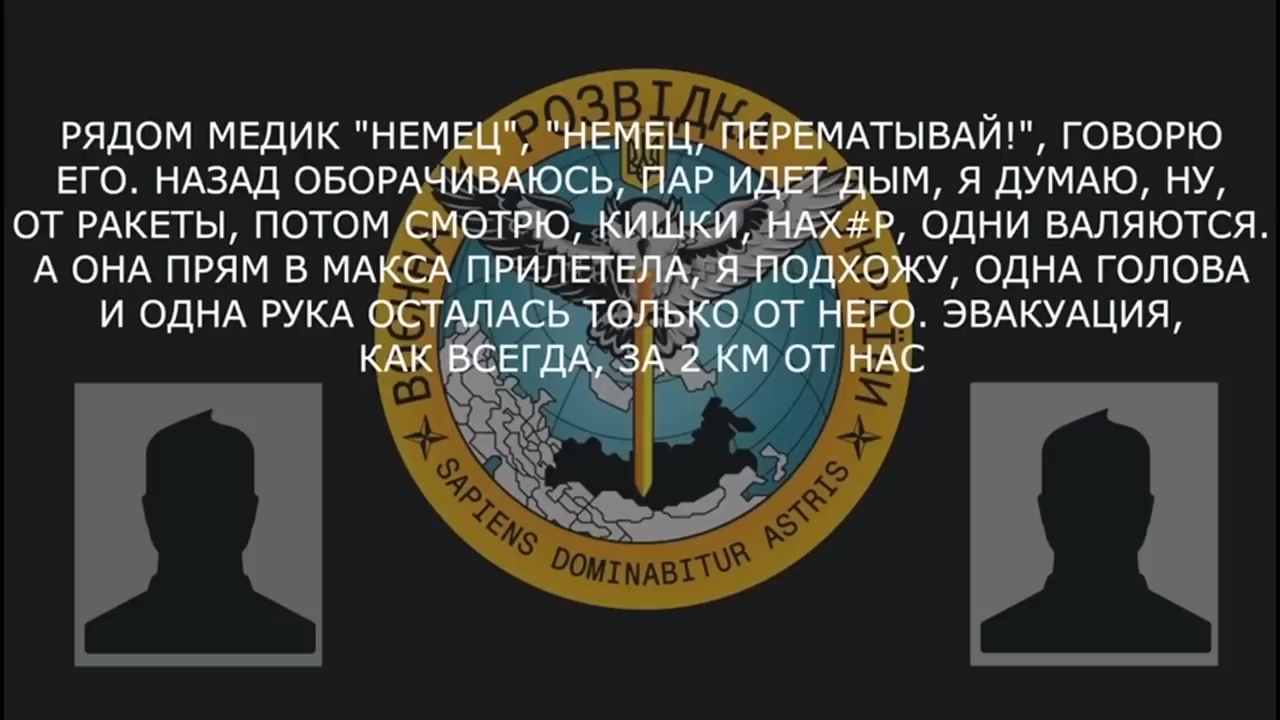 РЯДОМ МЕДИК "НЕМЕЦ", "НЕМЕЦ, ПЕРЕМАТЫВАЙ!", ГОВОРЮ
ЕГО. НАЗАД ОБОРАЧИВАЮСЬ, ПАР ИДЕТ ДЫМ, Я ДУМАЮ, НУ,
ОТ РАКЕТЫ, ПОТОМ СМОТРЮ, КИШКИ, НАХ#Р, ОДНИ ВАЛЯЮТСЯ.
А ОНА ПРЯМ В МАКСА ПРИЛЕТЕЛА, Я ПОДХОЖУ, ОДНА ГОЛОВА
И ОДНА РУКА ОСТАЛАСЬ ТОЛЬКО ОТ НЕГО. ЭВАКУАЦИЯ,
КАК ВСЕГДА, ЗА 2 КМ ОТ НАС
РОЗВІДКА
SAPIENS DOMINABITUR ASTRIS